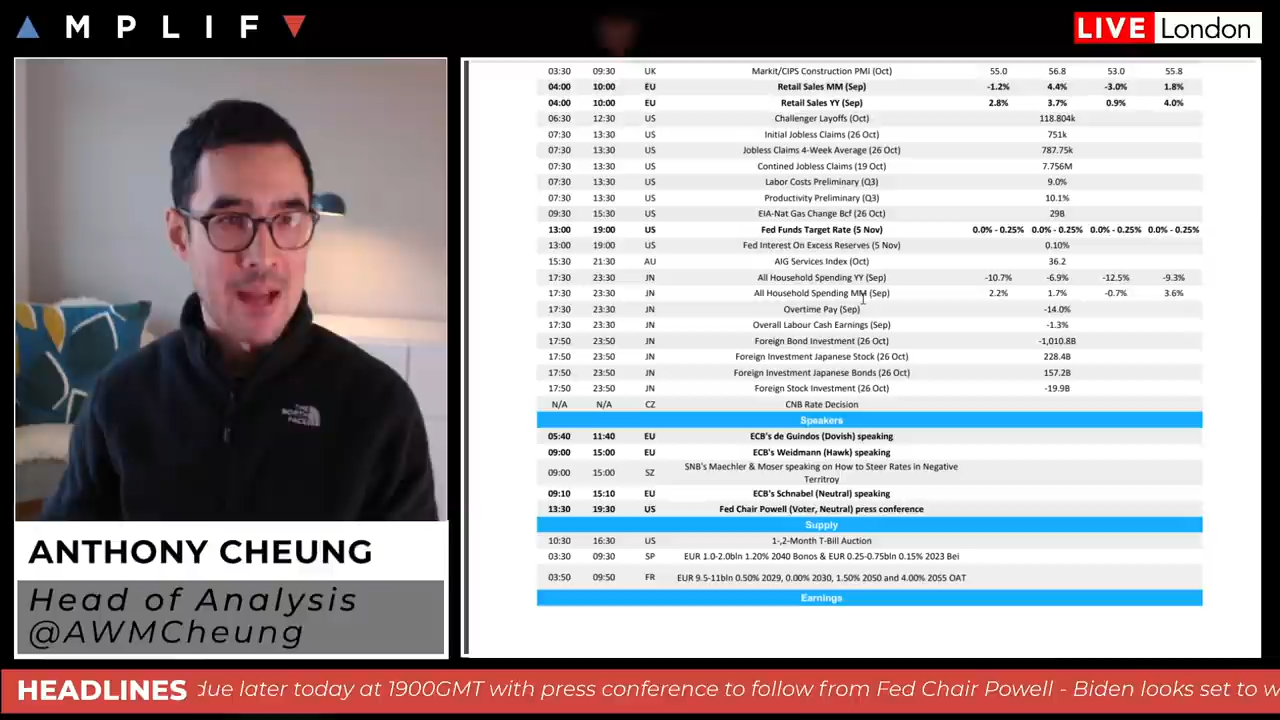 AMPLIFY
LIVE London
03:30 09:30 UK Markit/CIPS Construction PMI (Oct) 55.0 56.8 53.0 55.8
04:00 10:00 EU Retail Sales MM (Sep) -1.2% 4.4% -3.0% 1.8%
04:00 10:00 EU Retail Sales YY (Sep) 2.8% 3.7% 0.9% 4.0%
06:30 12:30 US Challenger Layoffs (Oct) 118.804k
07:30 13:30 US Initial Jobless Claims (26 Oct) 751k
07:30 13:30 US Jobless Claims 4-Week Average (26 Oct) 787.75k
07:30 13:30 US Contined Jobless Claims (19 Oct) 7.756M
07:30 13:30 US Labor Costs Preliminary (Q3) 9.0%
07:30 13:30 US Productivity Preliminary (Q3) 10.1%
09:30 15:30 US EIA-Nat Gas Change Bcf (26 Oct) 29B
13:00 19:00 US Fed Funds Target Rate (5 Nov) 0.0% - 0.25% 0.0% - 0.25% 0.0% - 0.25% 0.0% - 0.25%
13:00 19:00 US Fed Interest On Excess Reserves (5 Nov) 0.10%
15:30 21:30 AU AIG Services Index (Oct) 36.2
17:30 23:30 JN All Household Spending YY (Sep) -10.7% -6.9% -12.5% -9.3%
17:30 23:30 JN All Household Spending MM (Sep) 2.2% 1.7% -0.7% 3.6%
17:30 23:30 JN Overtime Pay (Sep) -14.0%
17:30 23:30 JN Overall Labour Cash Earnings (Sep) -1.3%
17:50 23:50 JN Foreign Bond Investment (26 Oct) -1,010.8B
17:50 23:50 JN Foreign Investment Japanese Stock (26 Oct) 228.4B
17:50 23:50 JN Foreign Investment Japanese Bonds (26 Oct) 157.2B
17:50 23:50 JN Foreign Stock Investment (26 Oct) -19.9B
N/A N/A CZ CNB Rate Decision
Speakers
05:40 11:40 EU ECB's de Guindos (Dovish) speaking
09:00 15:00 EU ECB's Weidmann (Hawk) speaking
09:00 15:00 SZ SNB's Maechler & Moser speaking on How to Steer Rates in Negative
Territroy
09:10 15:10 EU ECB's Schnabel (Neutral) speaking
13:30 19:30 US Fed Chair Powell (Voter, Neutral) press conference
Supply
10:30 16:30 US 1-,2-Month T-Bill Auction
03:30 09:30 SP EUR 1.0-2.0bln 1.20% 2040 Bonos & EUR 0.25-0.75bln 0.15% 2023 Bei
03:50 09:50 FR EUR 9.5-11bln 0.50% 2029, 0.00% 2030, 1.50% 2050 and 4.00% 2055 OAT
Earnings
THE NORTH FACE
ANTHONY CHEUNG
Head of Analysis
@AWMCheung
HEADLINES due later today at 1900GMT with press conference to follow from Fed Chair Powell - Biden looks set to w